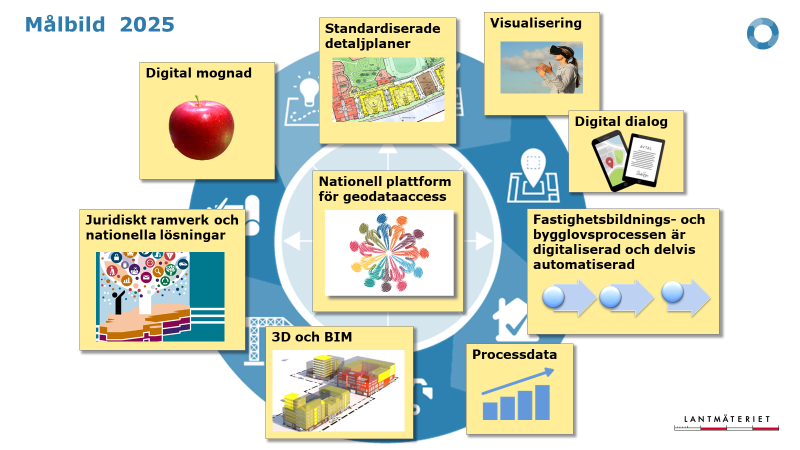 Målbild 2025
Standardiserade
detaljplaner
Visualisering
Digital mognad
Digital dialog
Nationell plattform
för geodataaccess
Juridiskt ramverk och
nationella lösningar
Fastighetsbildnings- och
bygglovsprocessen är
digitaliserad och delvis
automatiserad
3D och BIM
Processdata
LANTMÄTERIET